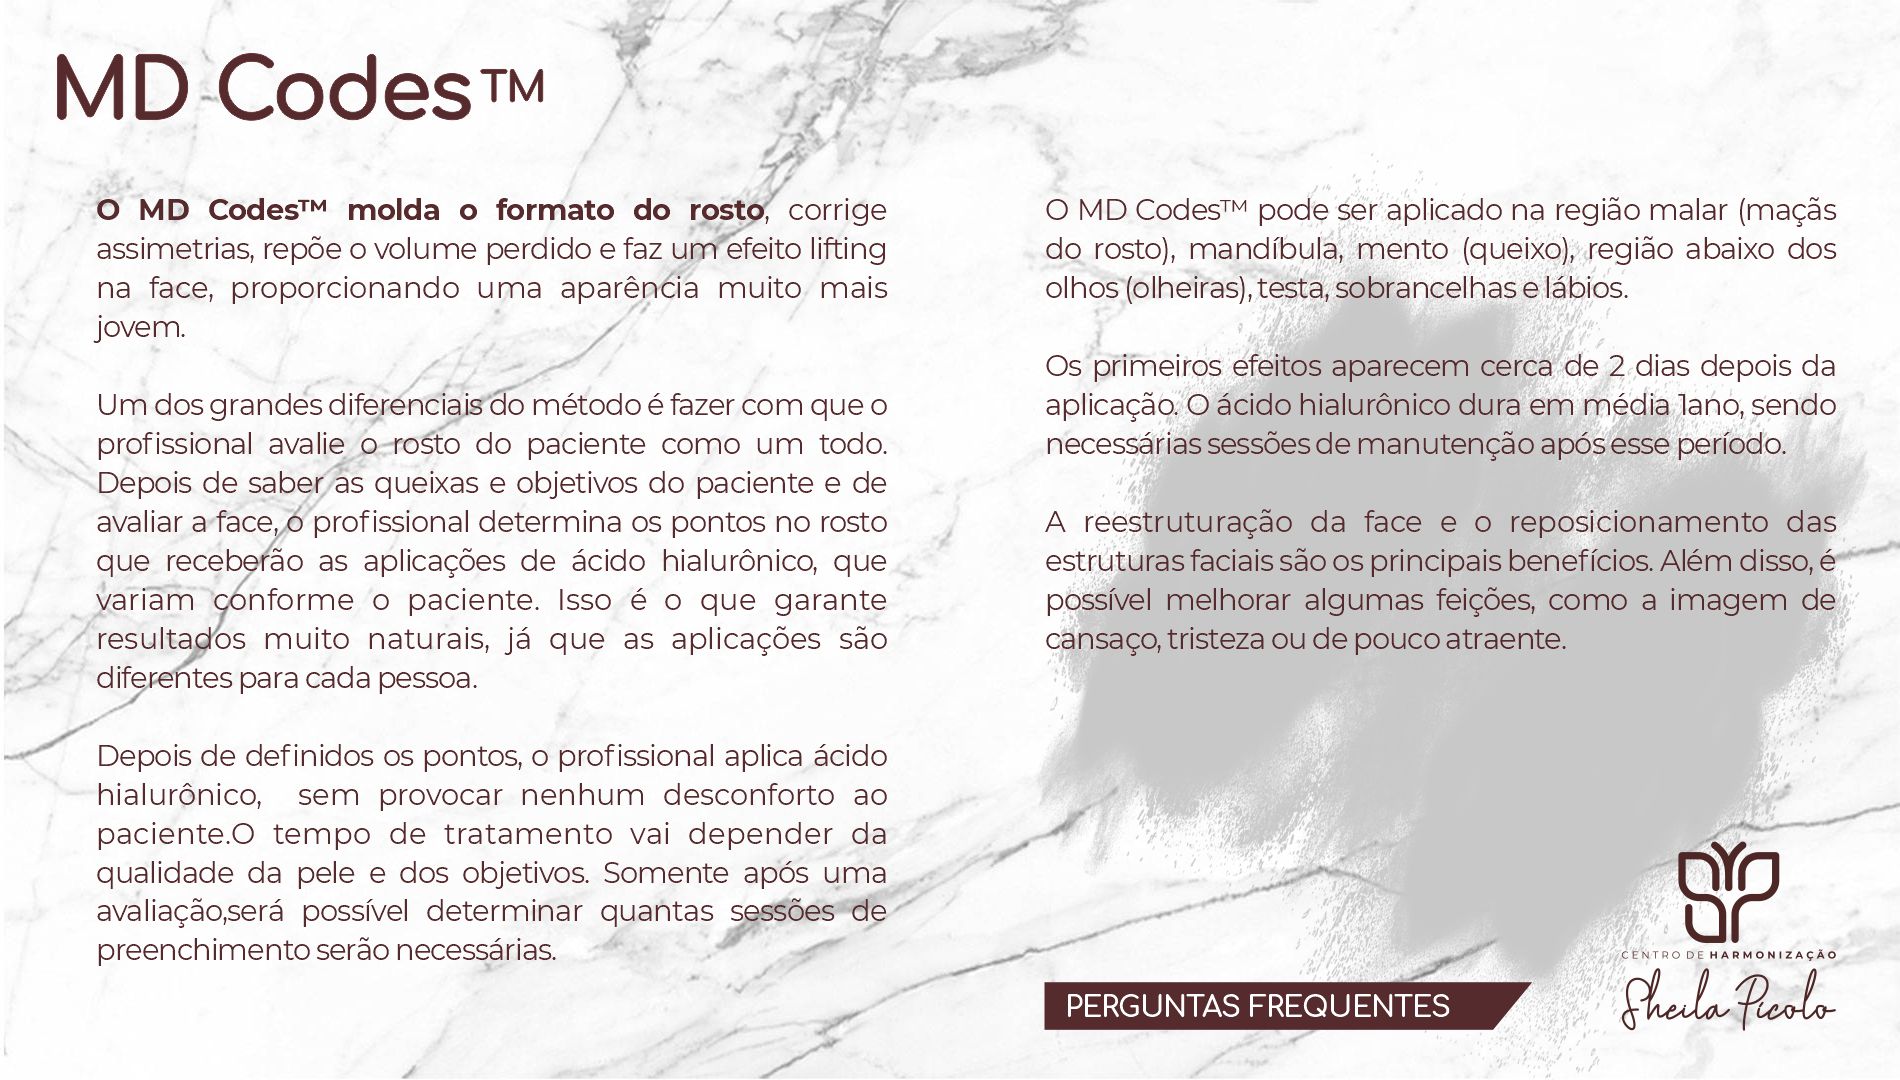 MD Codes™
O MD Codes™ molda o formato do rosto, corrige
assimetrias, repõe o volume perdido e faz um efeito lifting
na face, proporcionando uma aparência muito mais
jovem.
Um dos grandes diferenciais do método é fazer com que o
profissional avalie o rosto do paciente como um todo.
Depois de saber as queixas e objetivos do paciente e de
avaliar a face, o profissional determina os pontos no rosto
que receberão as aplicações de ácido hialurônico, que
variam conforme o paciente. Isso é o que garante
resultados muito naturais, já que as aplicações são
diferentes para cada pessoa.
Depois de definidos os pontos, o profissional aplica ácido
hialurônico, sem provocar nenhum desconforto ao
paciente.O tempo de tratamento vai depender da
qualidade da pele e dos objetivos. Somente após uma
avaliação,será possível determinar quantas sessões de
preenchimento serão necessárias.
O MD Codes™ pode ser aplicado na região malar (maçãs
do rosto), mandíbula, mento (queixo), região abaixo dos
olhos (olheiras), testa, sobrancelhas e lábios.
Os primeiros efeitos aparecem cerca de 2 dias depois da
aplicação. O ácido hialurônico dura em média 1ano, sendo
necessárias sessões de manutenção após esse período.
A reestruturação da face e o reposicionamento das
estruturas faciais são os principais benefícios. Além disso, é
possível melhorar algumas feições, como a imagem de
cansaço, tristeza ou de pouco atraente.
PERGUNTAS FREQUENTES
CENTRO DE HARMONIZAÇÃO
Sheila Picolo